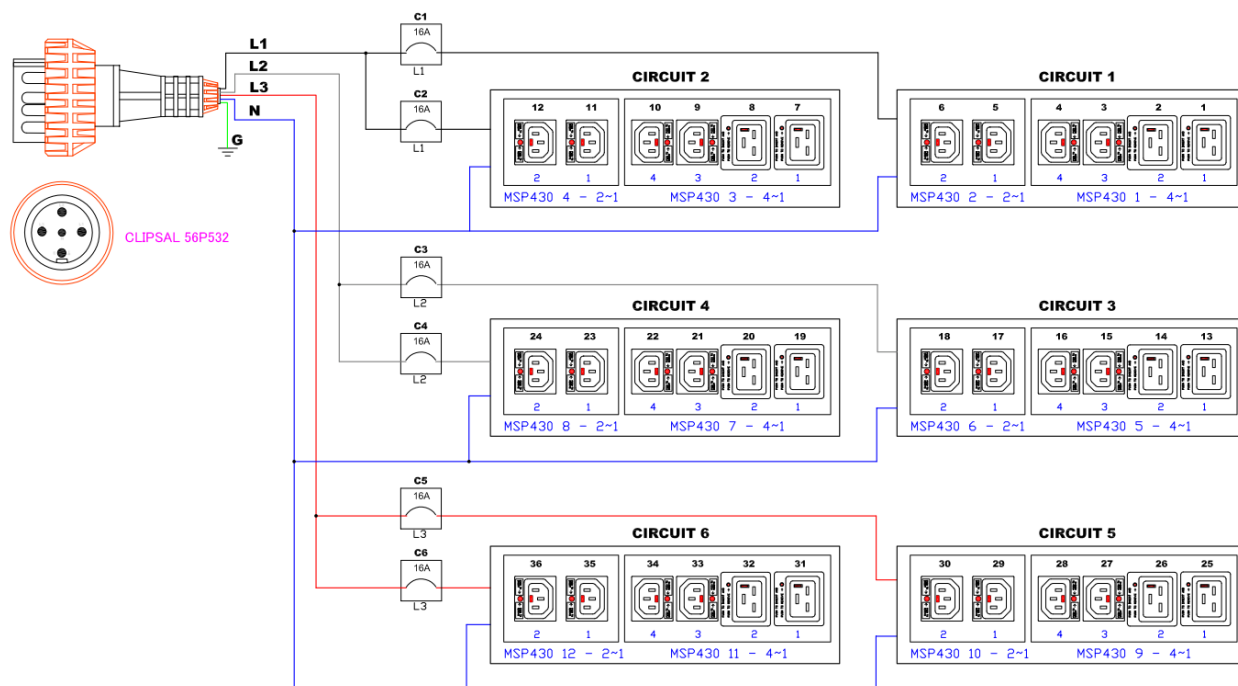 L1
L2
L3
N
G
CLIPSAL 56P532
C1
16A
L1
C2
16A
L1
CIRCUIT 2
12 11 10 9 8 7
2 1 4 3 2 1
MSP430 4 - 2~1 MSP430 3 - 4~1
CIRCUIT 1
6 5 4 3 2 1
2 1 4 3 2 1
MSP430 2 - 2~1 MSP430 1 - 4~1
C3
16A
L2
C4
16A
L2
CIRCUIT 4
24 23 22 21 20 19
2 1 4 3 2 1
MSP430 8 - 2~1 MSP430 7 - 4~1
CIRCUIT 3
18 17 16 15 14 13
2 1 4 3 2 1
MSP430 6 - 2~1 MSP430 5 - 4~1
C5
16A
L3
C6
16A
L3
CIRCUIT 6
36 35 34 33 32 31
2 1 4 3 2 1
MSP430 12 - 2~1 MSP430 11 - 4~1
CIRCUIT 5
30 29 28 27 26 25
2 1 4 3 2 1
MSP430 10 - 2~1 MSP430 9 - 4~1